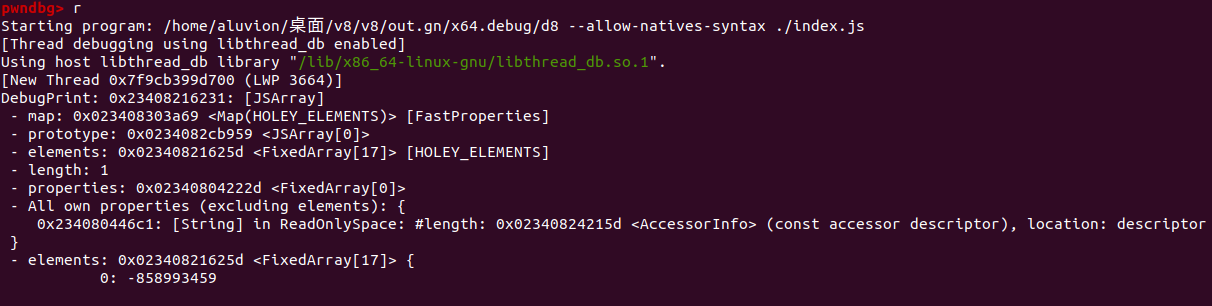 pwndbg> r
Starting program: /home/aluvion/桌面/v8/v8/out.gn/x64.debug/d8 --allow-natives-syntax ./index.js
[Thread debugging using libthread_db enabled]
Using host libthread_db library "/lib/x86_64-linux-gnu/libthread_db.so.1".
[New Thread 0x7f9cb399d700 (LWP 3664)]
DebugPrint: 0x23408216231: [JSArray]
 - map: 0x023408303a69 <Map(HOLEY_ELEMENTS)> [FastProperties]
 - prototype: 0x0234082cb959 <JSArray[0]>
 - elements: 0x02340821625d <FixedArray[17]> [HOLEY_ELEMENTS]
 - length: 1
 - properties: 0x02340804222d <FixedArray[0]>
 - All own properties (excluding elements): {
    0x234080446c1: [String] in ReadOnlySpace: #length: 0x02340824215d <AccessorInfo> (const accessor descriptor), location: descriptor
 }
 - elements: 0x02340821625d <FixedArray[17]> {
           0: -858993459